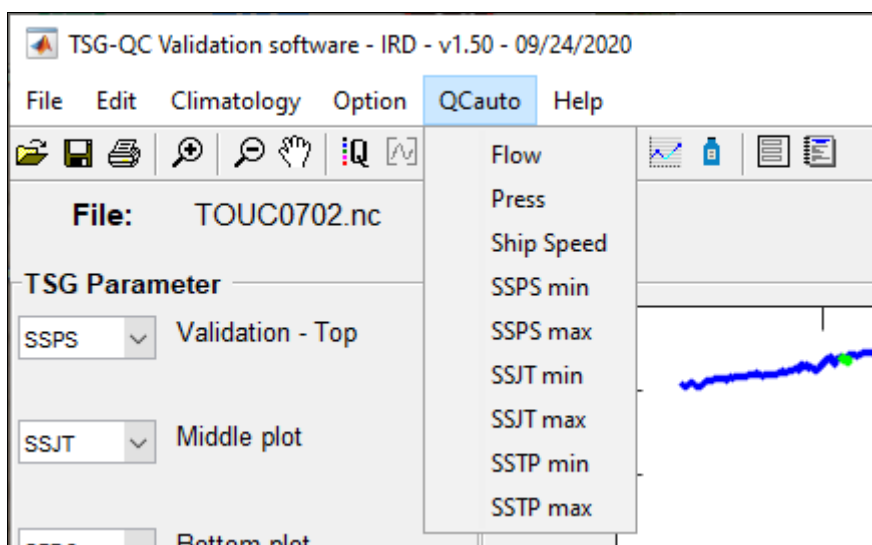 TSG-QC Validation software - IRD - v1.50 - 09/24/2020
File Edit Climatology Option QCauto Help
Q
File: TOUC0702.nc
Flow
Press
Ship Speed
SSPS min
SSPS max
SSJT min
SSJT max
SSTP min
SSTP max
TSG Parameter
SSPS Validation - Top
SSJT Middle plot
Bottom plot